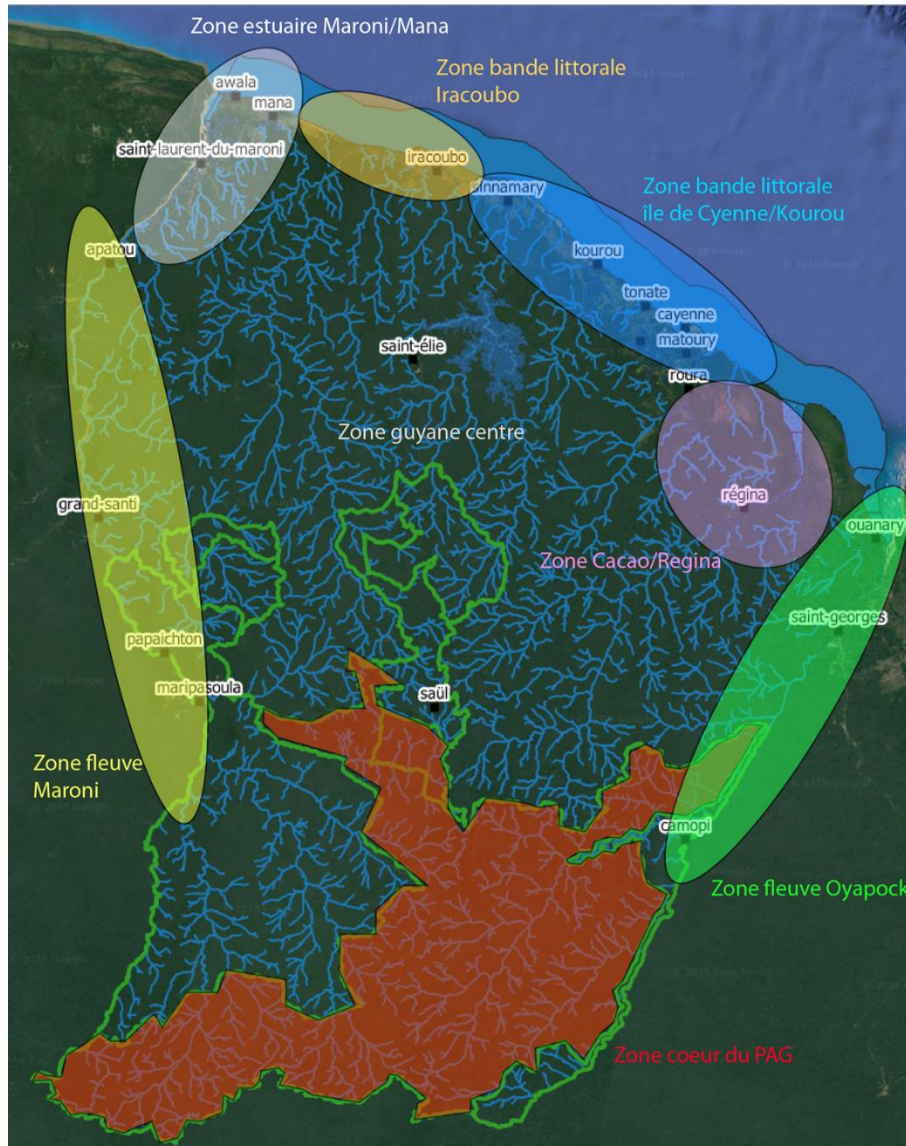 Zone estuaire Maroni/Mana
Zone bande littorale
Iracoubo
awala
mana
saint-laurent-du-maroni
iracoubo
sinnamary
Zone bande littorale
île de Cyenne/Kourou
apatou
kourou
tonate
cayenne
matoury
saint-élie
roura
Zone guyane centre
grand-santi
régina
ouanary
Zone Cacao/Regina
saint-georges
papaichton
maripasoula
saül
Zone fleuve
Maroni
camopi
Zone fleuve Oyapock
Zone coeur du PAG